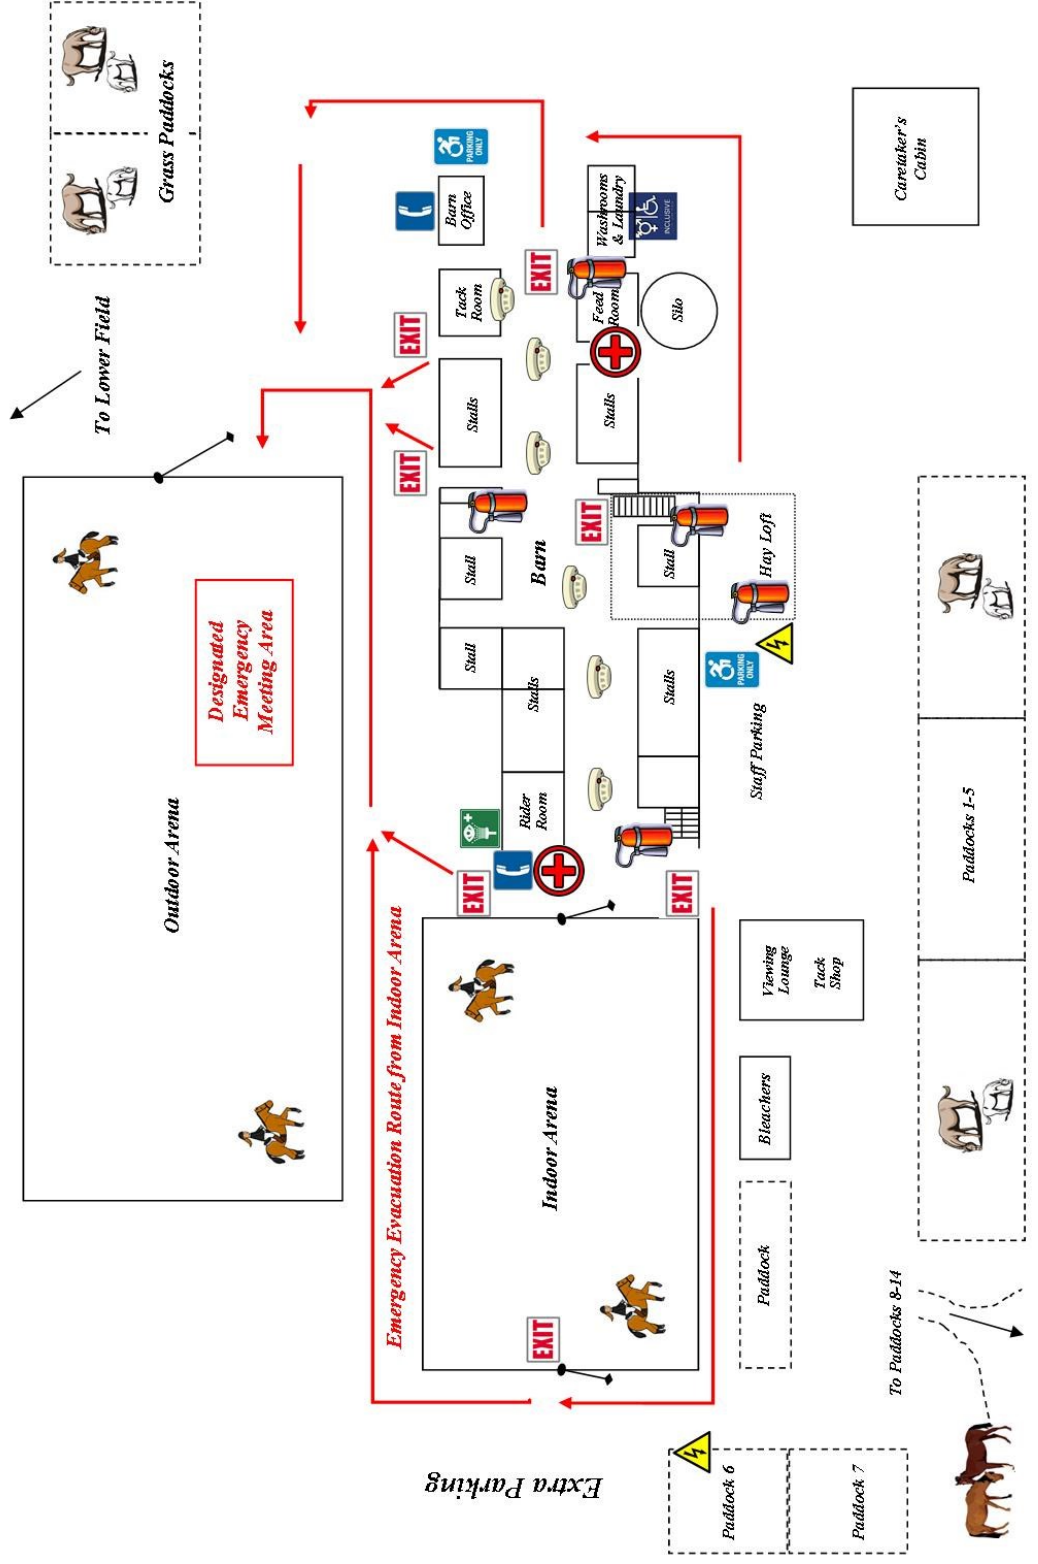 Grass Paddocks
To Lower Field
PARKING
ONLY
Barn
Office
Washrooms
& Laundry
INCLUSIVE
Caretaker's
Cabin
EXIT
Tack
Room
Feed
Room
Silo
EXIT
Stalls
Stalls
EXIT
EXIT
Stall
Barn
Stall
Hay Loft
Designated
Emergency
Meeting Area
Stall
Stalls
Stalls
PARKING
ONLY
Staff Parking
Rider
Room
Outdoor Arena
EXIT
EXIT
Paddocks 1-5
Emergency Evacuation Route from Indoor Arena
Viewing
Lounge
Tack
Shop
Bleachers
Indoor Arena
Paddock
EXIT
To Paddocks 8-14
Extra Parking
Paddock 6
Paddock 7